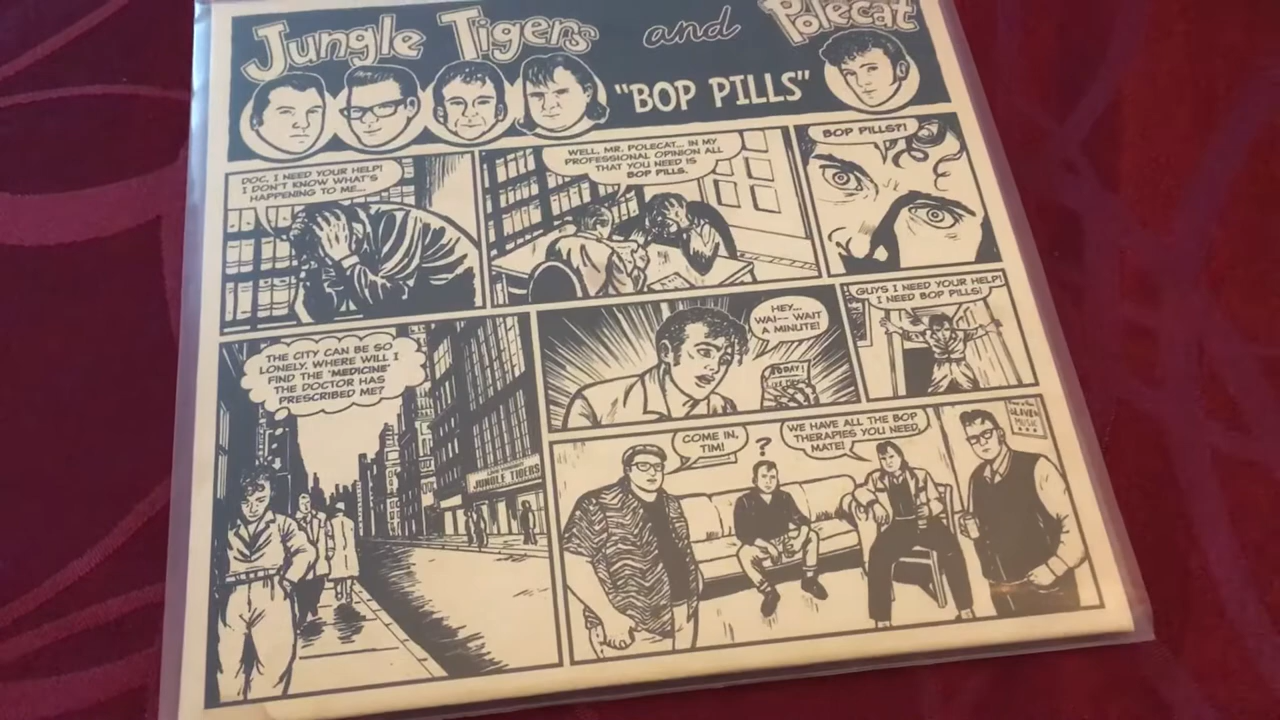 Jungle Tigers and Polecat
"BOP PILLS"
DOC, I NEED YOUR HELP!
I DON'T KNOW WHAT'S
HAPPENING TO ME...
WELL, MR. POLECAT... IN MY
PROFESSIONAL OPINION ALL
THAT YOU NEED IS
BOP PILLS.
BOP PILLS?!
THE CITY CAN BE SO
LONELY. WHERE WILL I
FIND THE 'MEDICINE'
THE DOCTOR HAS
PRESCRIBED ME?
JUNGLE TIGERS
HEY...
WAI-- WAIT
A MINUTE!
TODAY!
GUYS I NEED YOUR HELP!
I NEED BOP PILLS!
COME IN,
TIM!
?
WE HAVE ALL THE BOP
THERAPIES YOU NEED,
MATE!
MUSIC